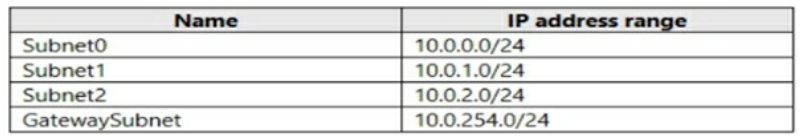 Name IP address range
Subnet0 10.0.0.0/24
Subnet1 10.0.1.0/24
Subnet2 10.0.2.0/24
GatewaySubnet 10.0.254.0/24